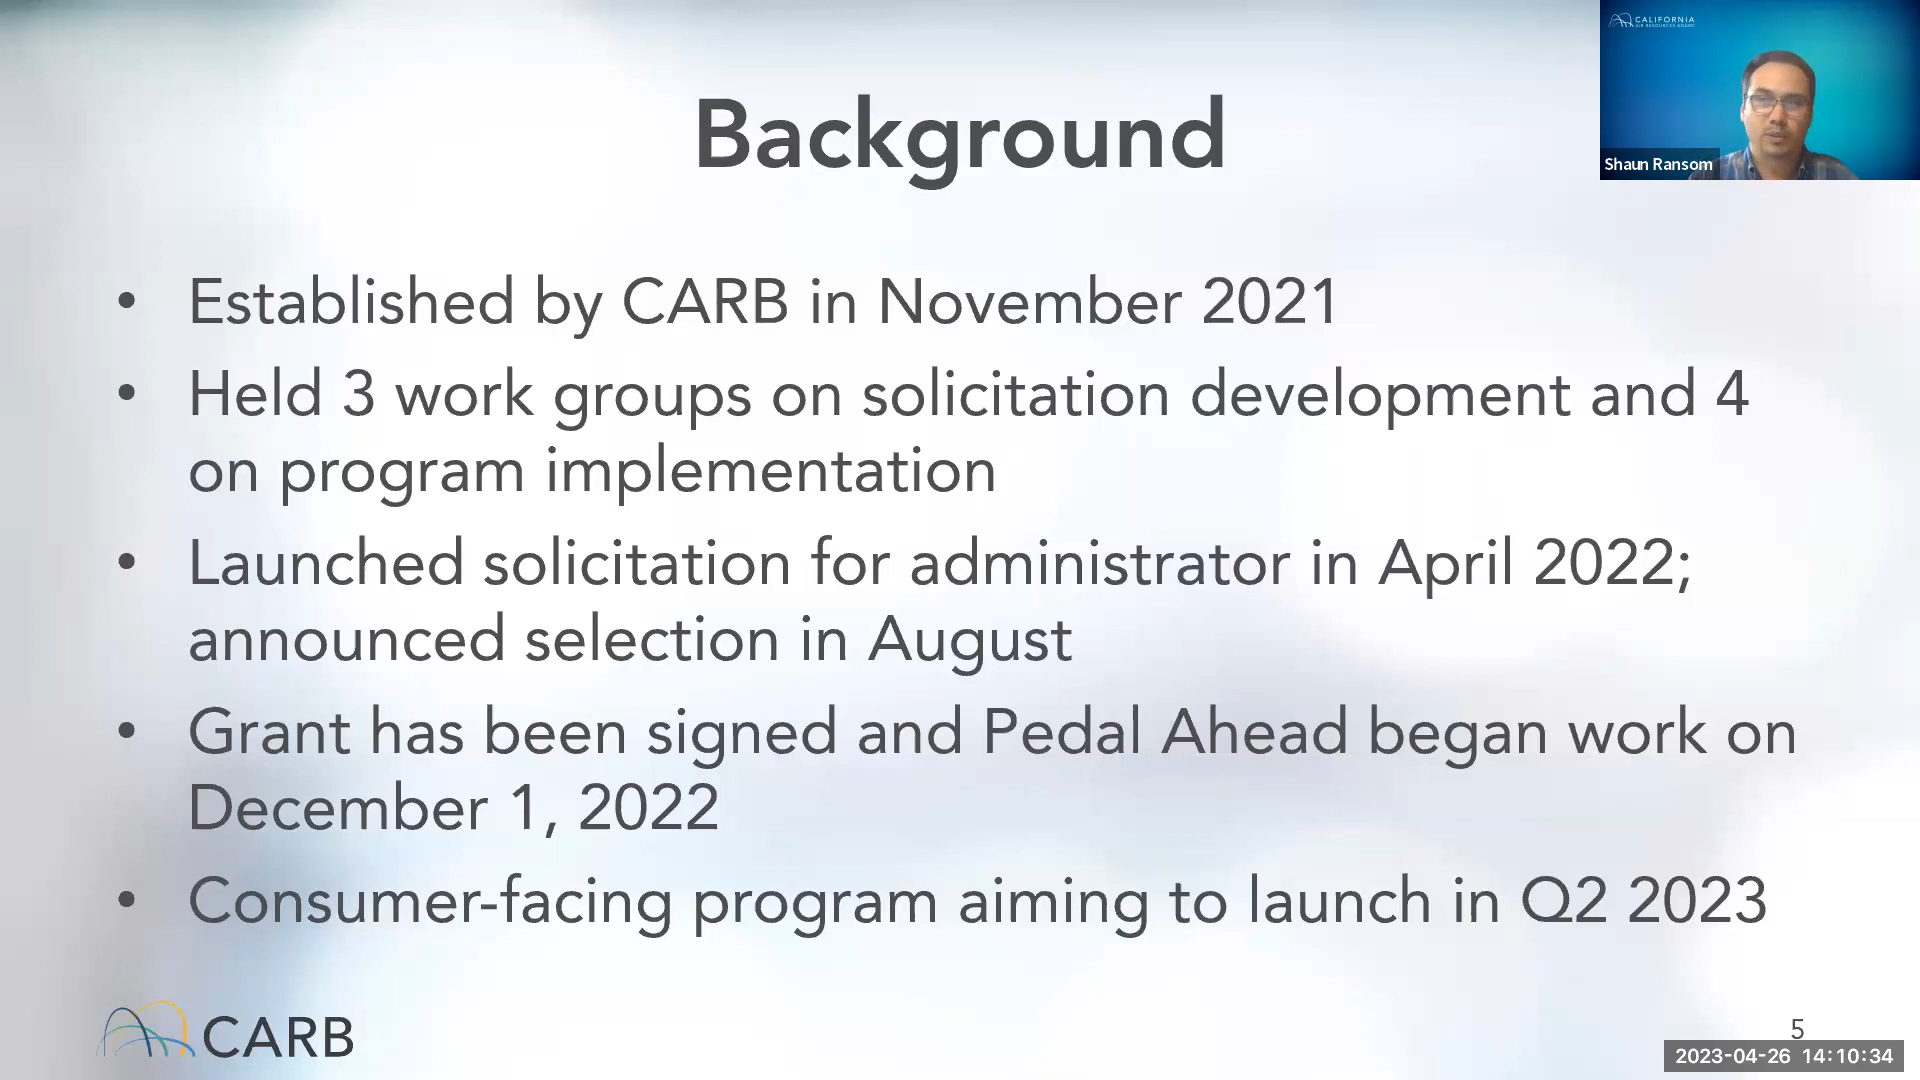 CALIFORNIA
AIR RESOURCES BOARD
Shaun Ransom
Background
• Established by CARB in November 2021
• Held 3 work groups on solicitation development and 4
on program implementation
• Launched solicitation for administrator in April 2022;
announced selection in August
• Grant has been signed and Pedal Ahead began work on
December 1, 2022
• Consumer-facing program aiming to launch in Q2 2023
CARB
5
2023-04-26 14:10:34